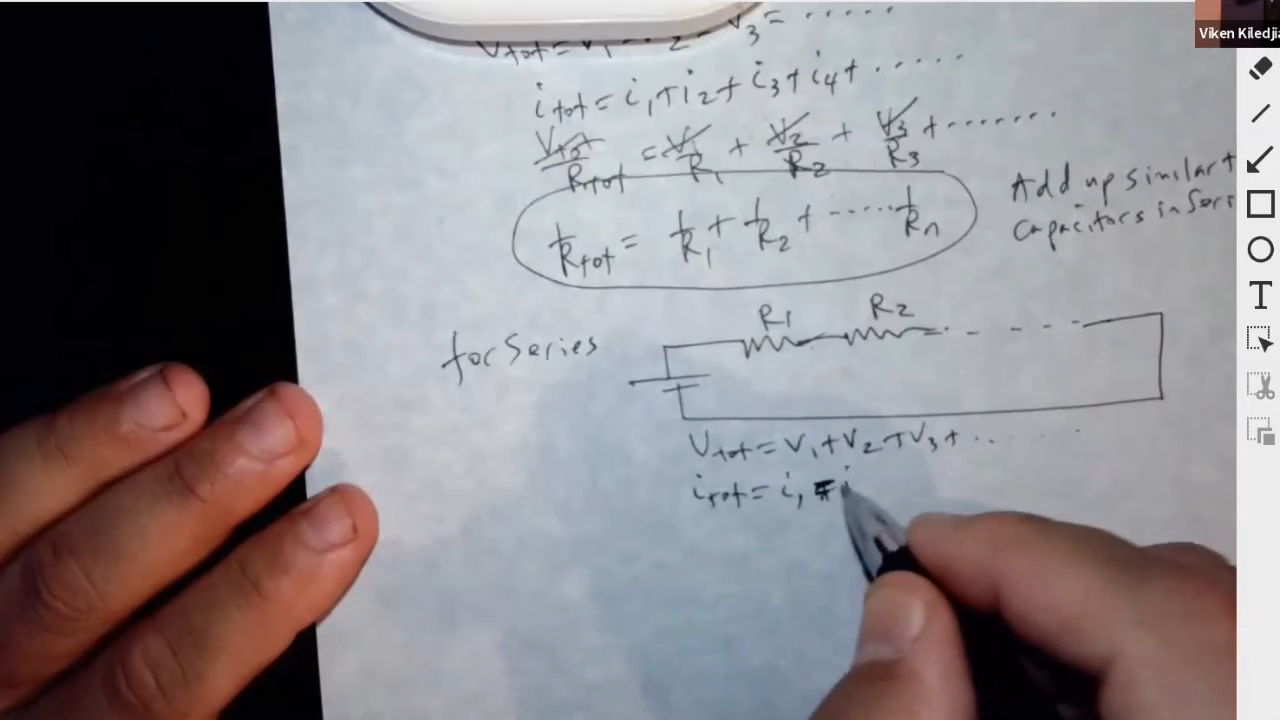 Viken Kiledji
V₃ = .....
Vtot = V₁
itot = i₁ + i₂ + i₃ + i₄ + .....
Vtot/Rtot = V/R₁ + V₂/R₂ + V₃/R₃ + .......
1/Rtot = 1/R₁ + 1/R₂ + ..... 1/Rn
Add up similar t
Capacitors in
R₁ R₂
for Series
Vtot = V₁ + V₂ + V₃ + .....
itot = i₁ = i
T